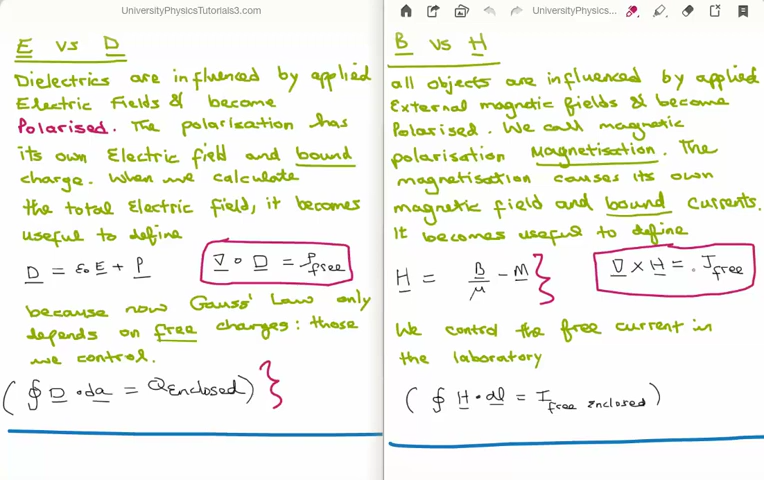 UniversityPhysicsTutorials3.com
E vs D
Dielectrics are influenced by applied
Electric Fields & become
Polarised. The polarization has
its own Electric field and bound
charge. When we calculate
the total Electric field, it becomes
useful to define
D = ε₀ E + P
∇ · D = ρfree
because now Gauss' Law only
depends on free charges: those
we control.
( ∮ D · da = QEnclosed ) }
UniversityPhysics...
B vs H
all objects are influenced by applied
External magnetic fields & become
Polarised. We call magnetic
polarisation Magnetisation. The
magnetisation causes its own
magnetic field and bound currents.
It becomes useful to define
H = B/μ - M }
∇ × H = . Jfree
We control the free current in
the laboratory
( ∮ H · dl = Ifree enclosed )